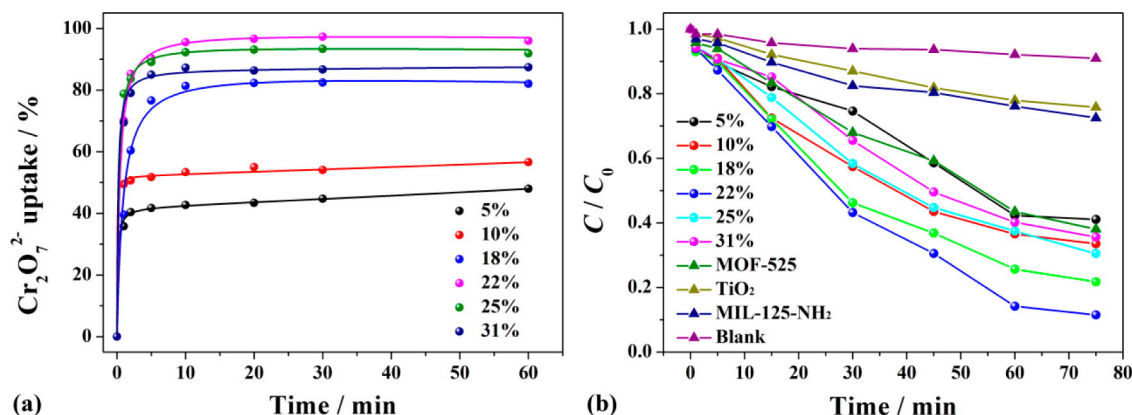 100
80
60
40
20
0
Cr₂O₇²⁻ uptake / %
5%
10%
18%
22%
25%
31%
0 10 20 30 40 50 60
Time / min
(a)
1.0
0.8
0.6
0.4
0.2
0.0
C / C₀
5%
10%
18%
22%
25%
31%
MOF-525
TiO₂
MIL-125-NH₂
Blank
0 10 20 30 40 50 60 70 80
Time / min
(b)